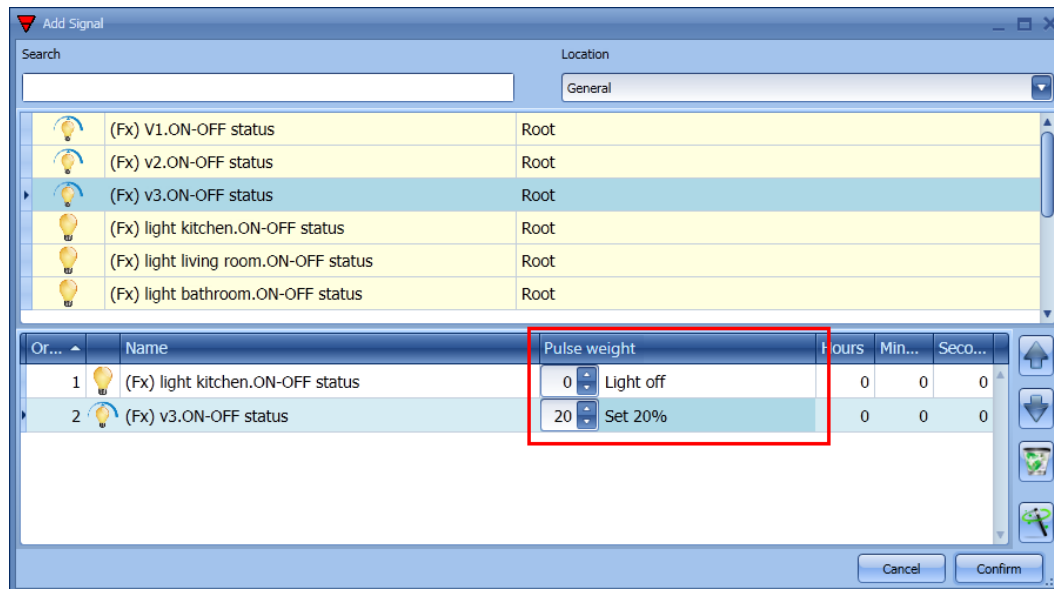 Add Signal
Search Location
General
(Fx) V1.ON-OFF status Root
(Fx) v2.ON-OFF status Root
(Fx) v3.ON-OFF status Root
(Fx) light kitchen.ON-OFF status Root
(Fx) light living room.ON-OFF status Root
(Fx) light bathroom.ON-OFF status Root
Or... Name Pulse weight Hours Min... Seco...
1 (Fx) light kitchen.ON-OFF status 0 Light off 0 0 0
2 (Fx) v3.ON-OFF status 20 Set 20% 0 0 0
Cancel Confirm